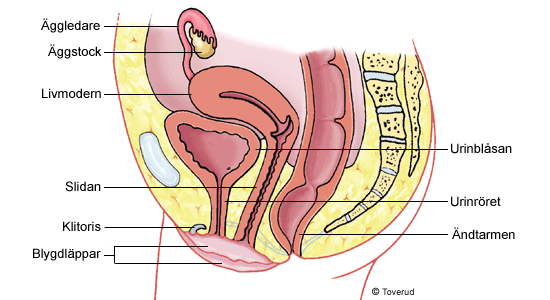 Äggledare
Äggstock
Livmodern
Slidan
Klitoris
Blygdläppar
Urinblåsan
Urinröret
Ändtarmen
© Toverud